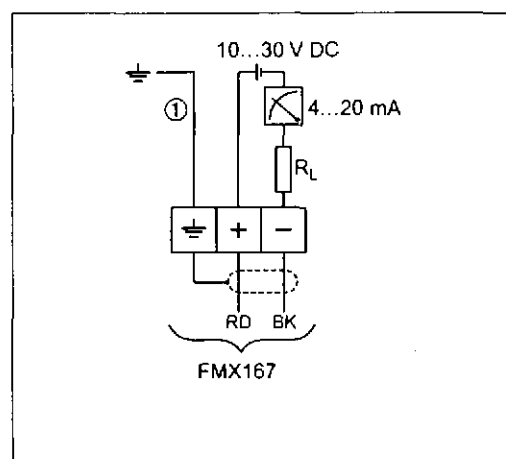 10...30 V DC
①
4...20 mA
R_L
+ −
RD BK
FMX167